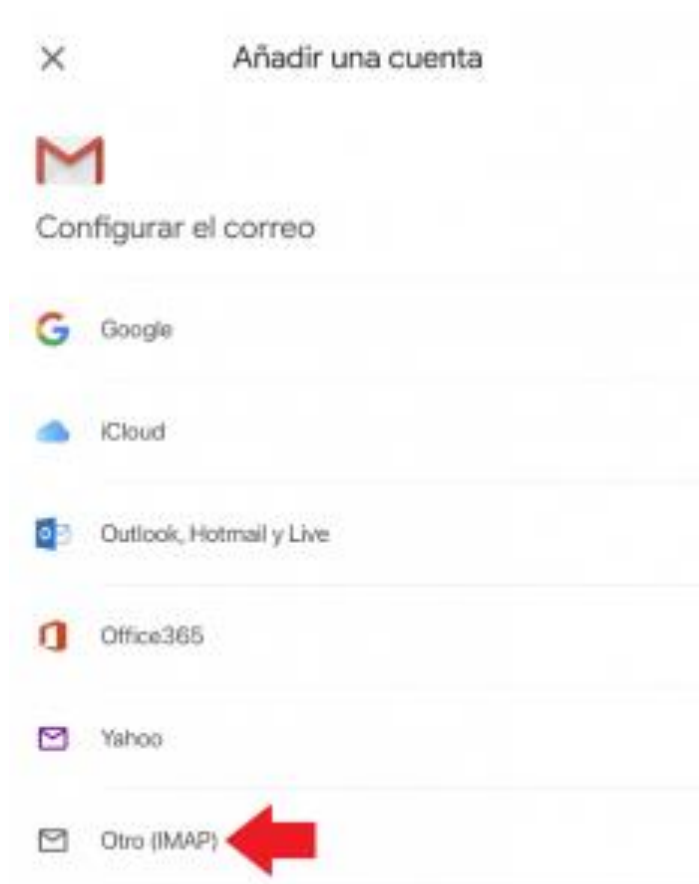 Añadir una cuenta
Configurar el correo
Google
iCloud
Outlook, Hotmail y Live
Office365
Yahoo
Otro (IMAP)